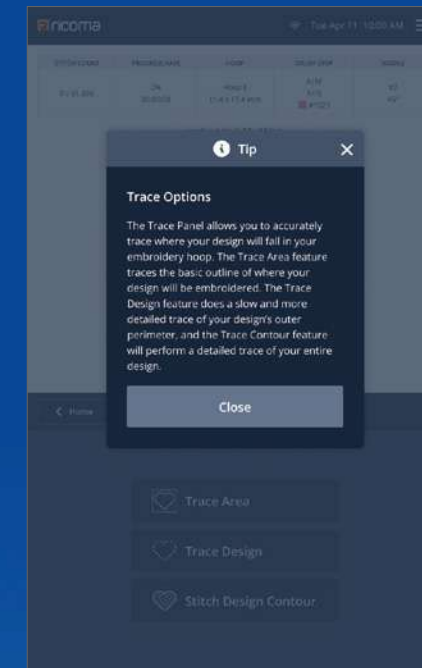 ricoma
Tue Apr 11 10:00 AM
Tip
Trace Options
The Trace Panel allows you to accurately
trace where your design will fall in your
embroidery hoop. The Trace Area feature
traces the basic outline of where your
design will be embroidered. The Trace
Design feature does a slow and more
detailed trace of your design's outer
perimeter, and the Trace Contour feature
will perform a detailed trace of your entire
design.
Close
Home
Trace Area
Trace Design
Stitch Design Contour